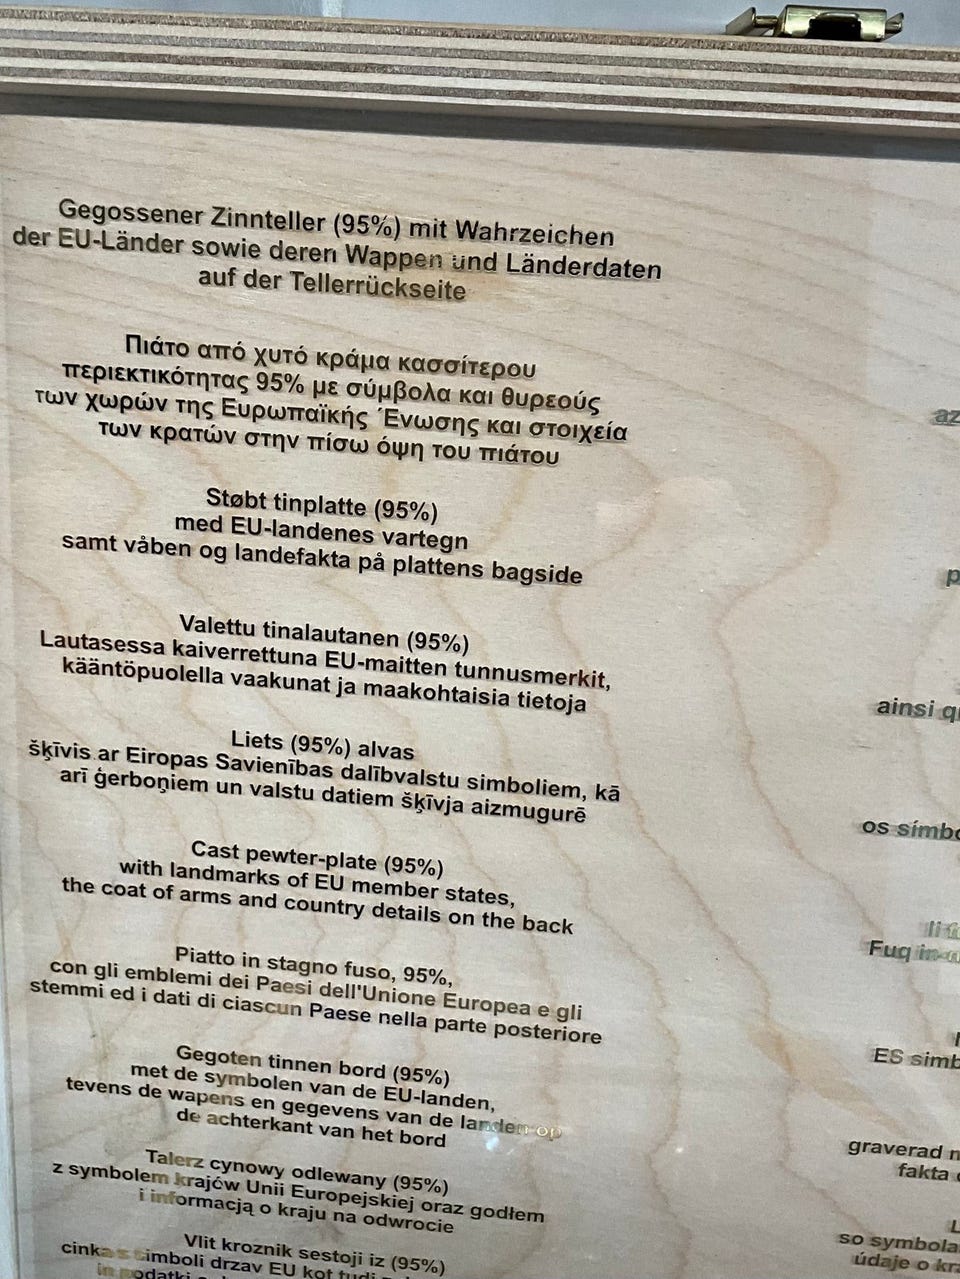 Gegossener Zinnteller (95%) mit Wahrzeichen
der EU-Länder sowie deren Wappen und Länderdaten
auf der Tellerrückseite
Πιάτο από χυτό κράμα κασσίτερου
περιεκτικότητας 95% με σύμβολα και θυρεούς
των χωρών της Ευρωπαϊκής Ένωσης και στοιχεία
των κρατών στην πίσω όψη του πιάτου
Støbt tinplatte (95%)
med EU-landenes vartegn
samt våben og landefakta på plattens bagside
Valettu tinalautanen (95%)
Lautasessa kaiverrettuna EU-maitten tunnusmerkit,
kääntöpuolella vaakunat ja maakohtaisia tietoja
Liets (95%) alvas
šķīvis ar Eiropas Savienības dalībvalstu simboliem, kā
arī ģerboņiem un valstu datiem šķīvja aizmugurē
Cast pewter-plate (95%)
with landmarks of EU member states,
the coat of arms and country details on the back
Piatto in stagno fuso, 95%,
con gli emblemi dei Paesi dell'Unione Europea e gli
stemmi ed i dati di ciascun Paese nella parte posteriore
Gegoten tinnen bord (95%)
met de symbolen van de EU-landen,
tevens de wapens en gegevens van de landen op
de achterkant van het bord
Talerz cynowy odlewany (95%)
z symbolem krajów Unii Europejskiej oraz godłem
i informacją o kraju na odwrocie
Vlit kroznik sestoji iz (95%)
simboli drzav EU kot tudi
podatki
az
p
ainsi
os
Fuq
ES
graverad
fakta
so
údaje o